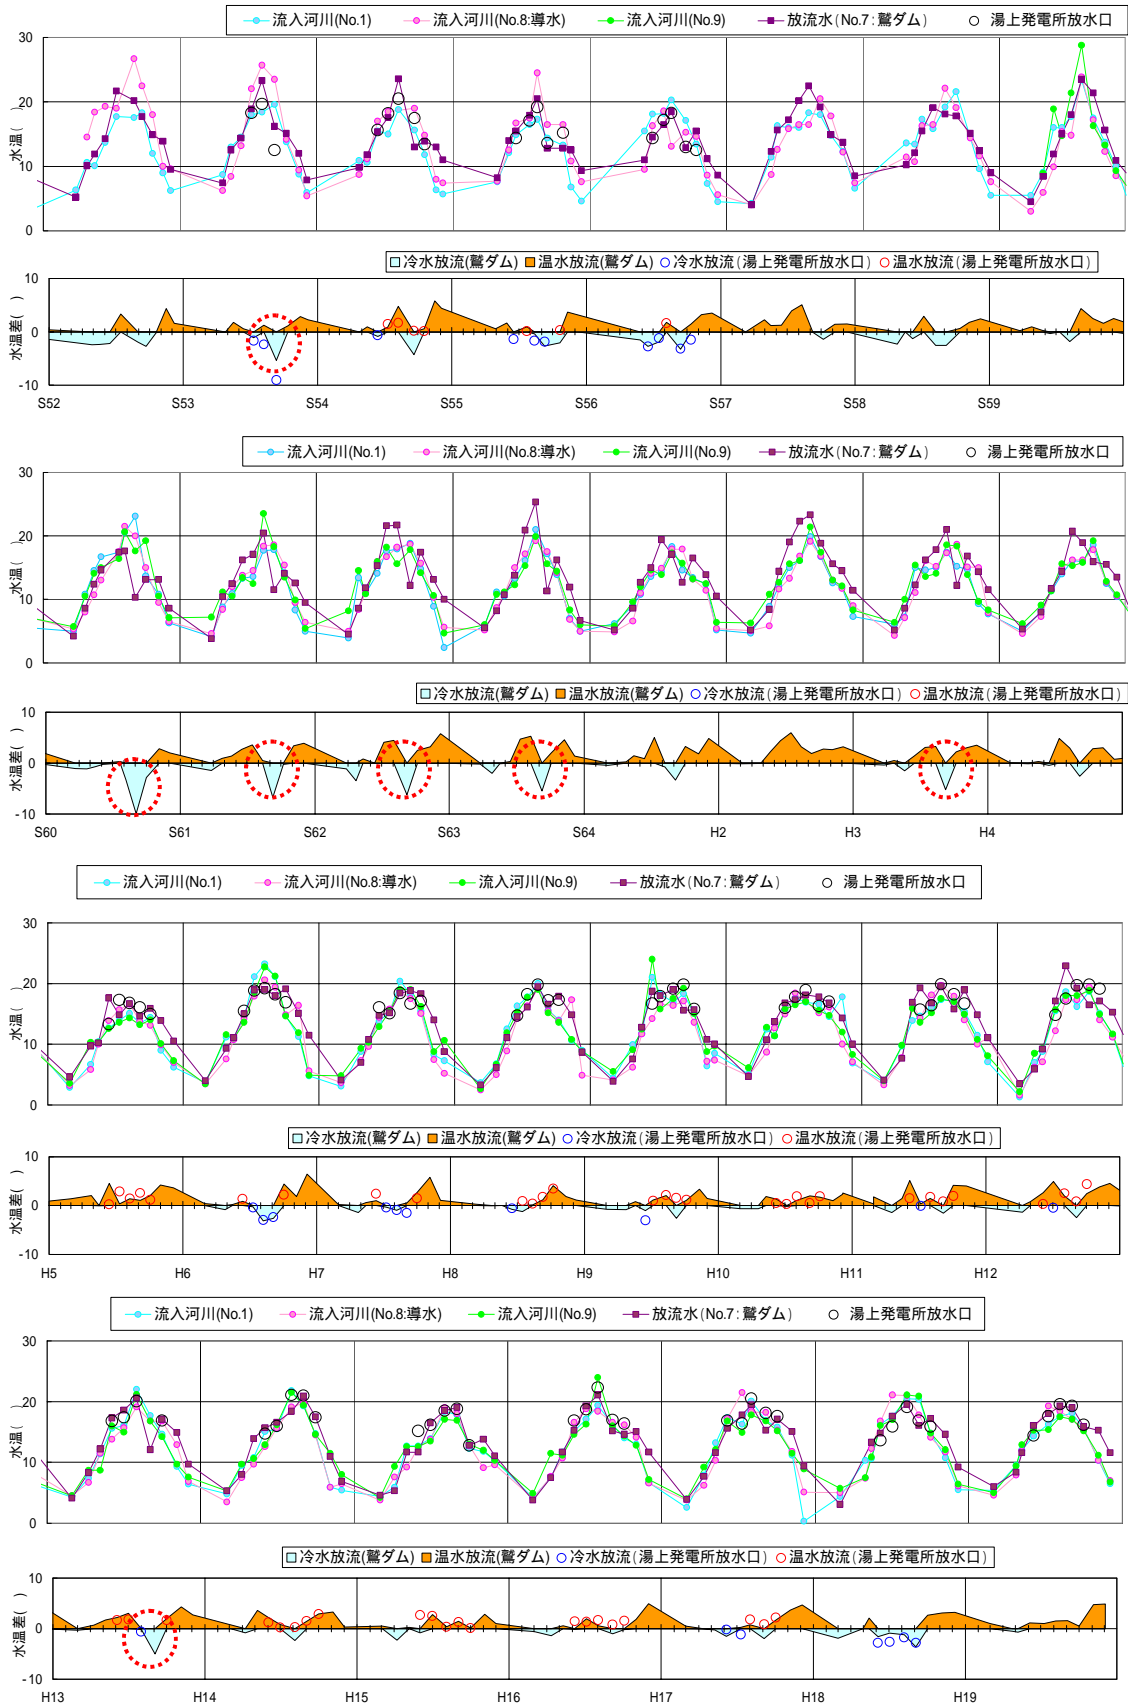 流入河川(No.1) 流入河川(No.8:導水) 流入河川(No.9) 放流水(No.7:鷲ダム) 湯上発電所放水口
30
20
10
0
水温( )
冷水放流(鷲ダム) 温水放流(鷲ダム) 冷水放流(湯上発電所放水口) 温水放流(湯上発電所放水口)
10
0
-10
水温差( )
S52 S53 S54 S55 S56 S57 S58 S59
流入河川(No.1) 流入河川(No.8:導水) 流入河川(No.9) 放流水(No.7:鷲ダム) 湯上発電所放水口
30
20
10
0
水温( )
冷水放流(鷲ダム) 温水放流(鷲ダム) 冷水放流(湯上発電所放水口) 温水放流(湯上発電所放水口)
10
0
-10
水温差( )
S60 S61 S62 S63 S64 H2 H3 H4
流入河川(No.1) 流入河川(No.8:導水) 流入河川(No.9) 放流水(No.7:鷲ダム) 湯上発電所放水口
30
20
10
0
水温( )
冷水放流(鷲ダム) 温水放流(鷲ダム) 冷水放流(湯上発電所放水口) 温水放流(湯上発電所放水口)
10
0
-10
水温差( )
H5 H6 H7 H8 H9 H10 H11 H12
流入河川(No.1) 流入河川(No.8:導水) 流入河川(No.9) 放流水(No.7:鷲ダム) 湯上発電所放水口
30
20
10
0
水温( )
冷水放流(鷲ダム) 温水放流(鷲ダム) 冷水放流(湯上発電所放水口) 温水放流(湯上発電所放水口)
10
0
-10
水温差( )
H13 H14 H15 H16 H17 H18 H19